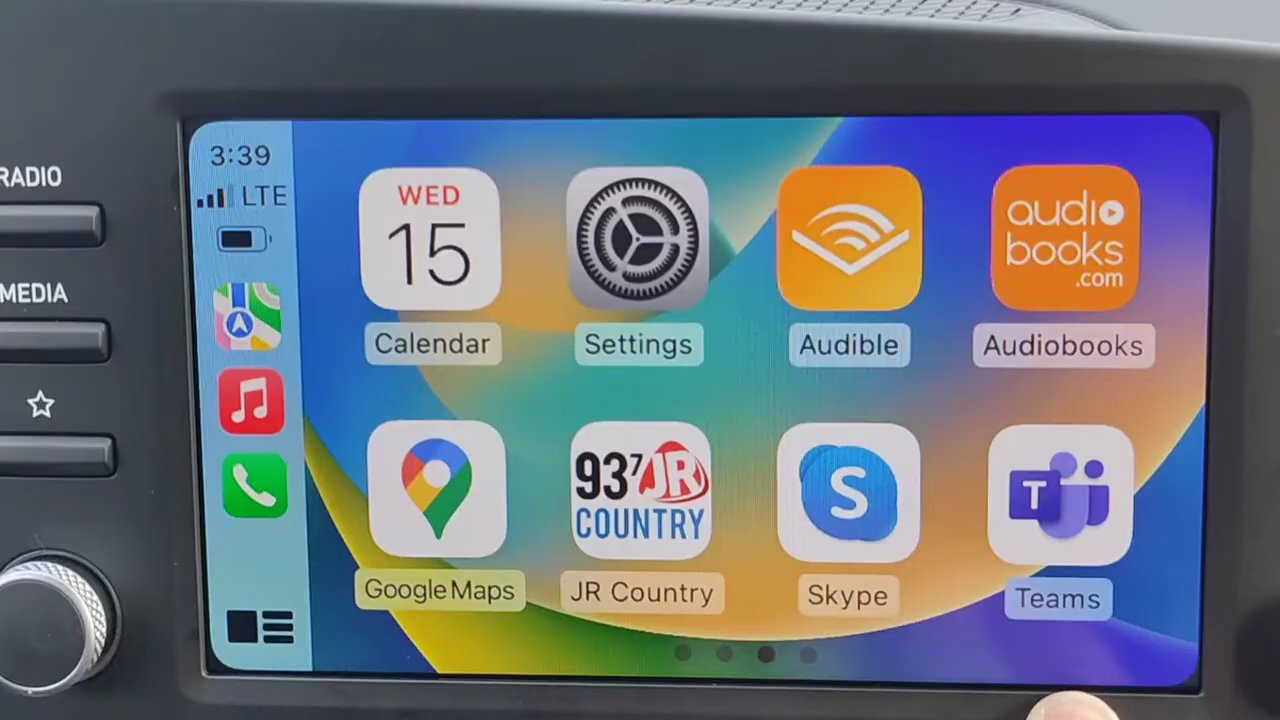 RADIO
MEDIA
3:39
LTE
WED
15
Calendar
Settings
Audible
audio
books
.com
Audiobooks
Google Maps
93.7 JR
COUNTRY
JR Country
S
Skype
T
Teams